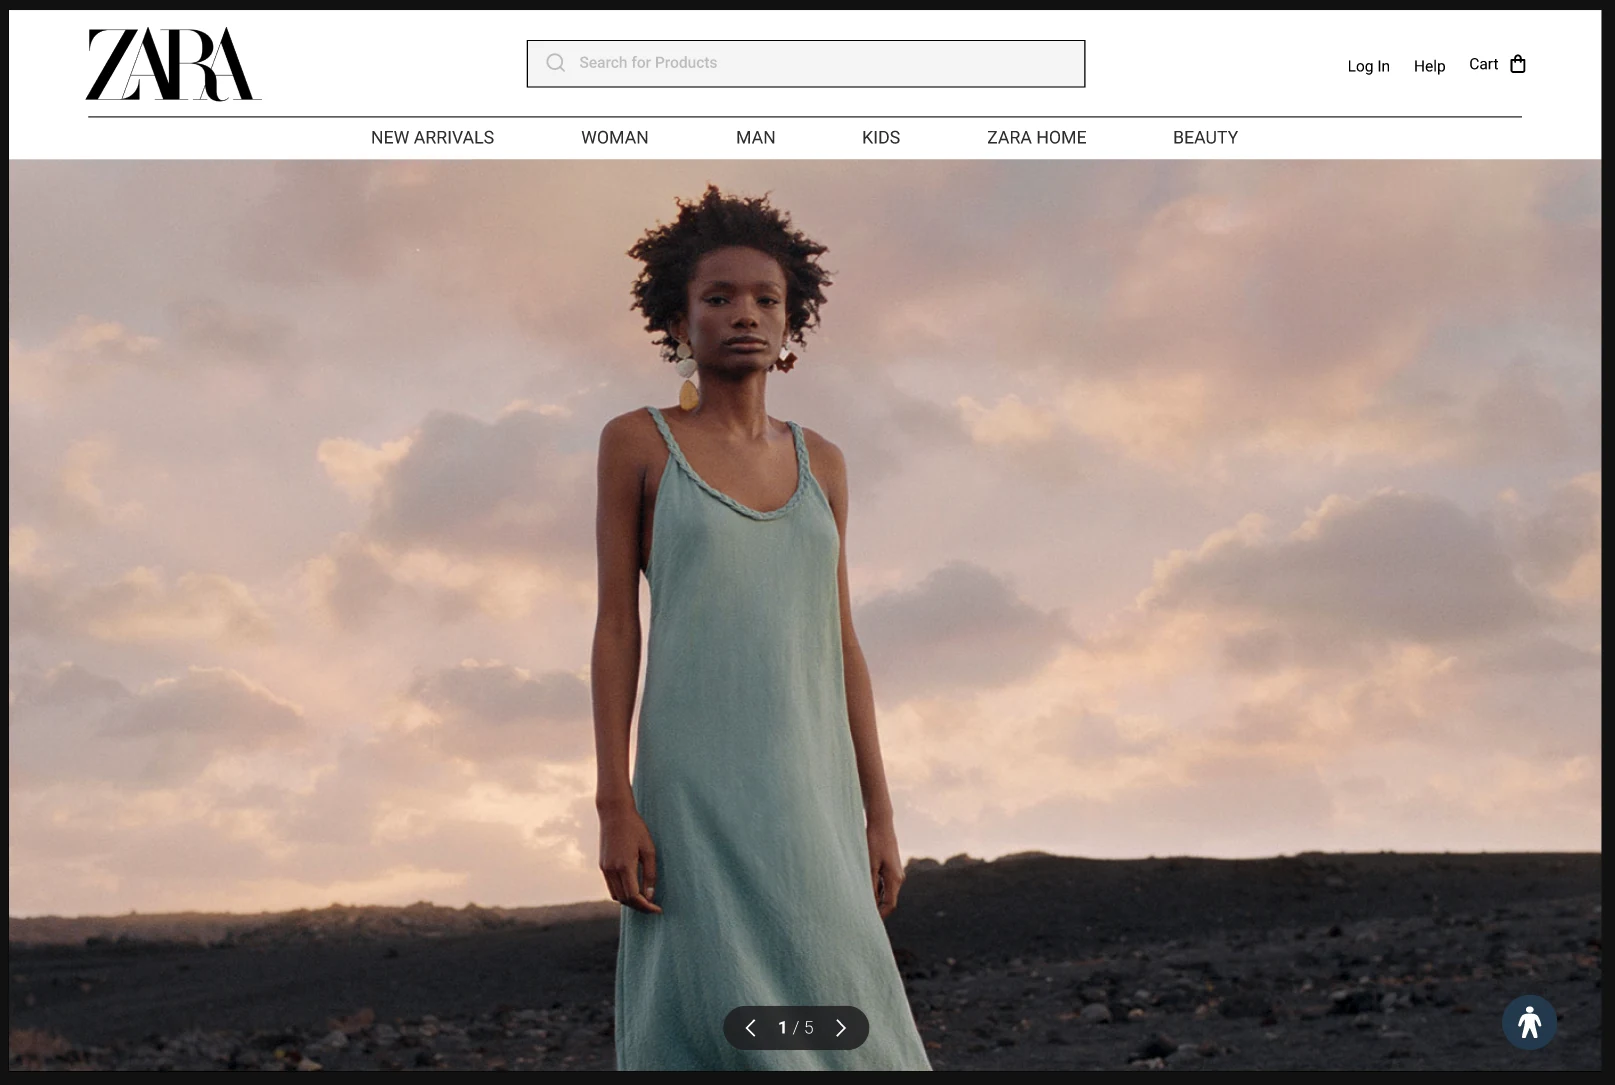 ZARA
Search for Products
Log In
Help
Cart
NEW ARRIVALS
WOMAN
MAN
KIDS
ZARA HOME
BEAUTY
1 / 5